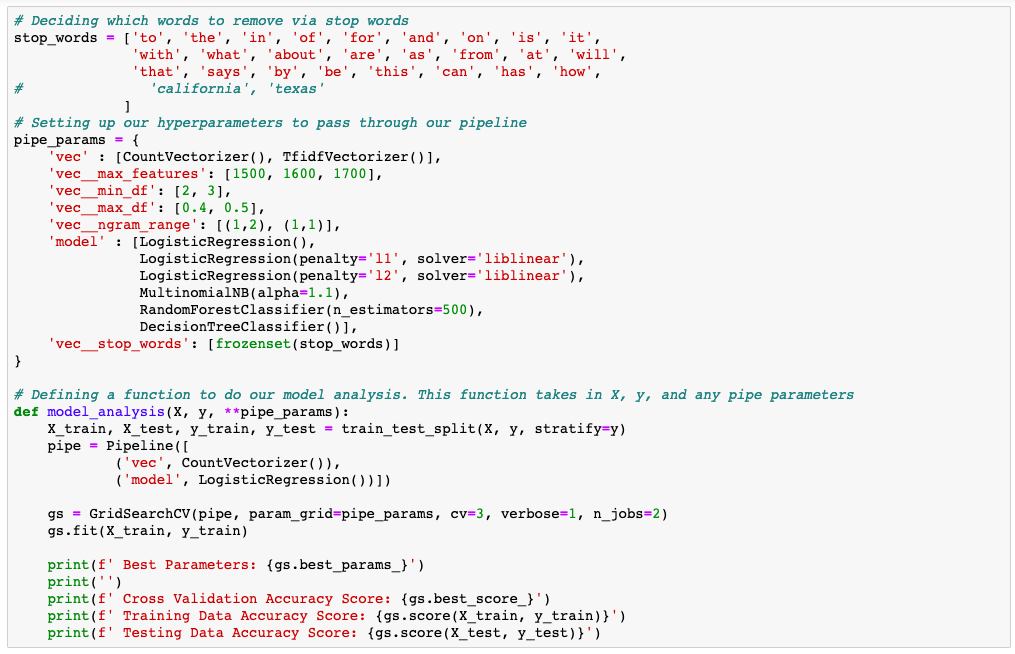 # Deciding which words to remove via stop words
stop_words = ['to', 'the', 'in', 'of', 'for', 'and', 'on', 'is', 'it',
              'with', 'what', 'about', 'are', 'as', 'from', 'at', 'will',
              'that', 'says', 'by', 'be', 'this', 'can', 'has', 'how',
#               'california', 'texas'
             ]
# Setting up our hyperparameters to pass through our pipeline
pipe_params = {
    'vec' : [CountVectorizer(), TfidfVectorizer()],
    'vec__max_features': [1500, 1600, 1700],
    'vec__min_df': [2, 3],
    'vec__max_df': [0.4, 0.5],
    'vec__ngram_range': [(1,2), (1,1)],
    'model' : [LogisticRegression(),
               LogisticRegression(penalty='l1', solver='liblinear'),
               LogisticRegression(penalty='l2', solver='liblinear'),
               MultinomialNB(alpha=1.1),
               RandomForestClassifier(n_estimators=500),
               DecisionTreeClassifier()],
    'vec__stop_words': [frozenset(stop_words)]
}
# Defining a function to do our model analysis. This function takes in X, y, and any pipe parameters
def model_analysis(X, y, **pipe_params):
    X_train, X_test, y_train, y_test = train_test_split(X, y, stratify=y)
    pipe = Pipeline([
            ('vec', CountVectorizer()),
            ('model', LogisticRegression())])
    gs = GridSearchCV(pipe, param_grid=pipe_params, cv=3, verbose=1, n_jobs=2)
    gs.fit(X_train, y_train)
    print(f' Best Parameters: {gs.best_params_}')
    print('')
    print(f' Cross Validation Accuracy Score: {gs.best_score_}')
    print(f' Training Data Accuracy Score: {gs.score(X_train, y_train)}')
    print(f' Testing Data Accuracy Score: {gs.score(X_test, y_test)}')